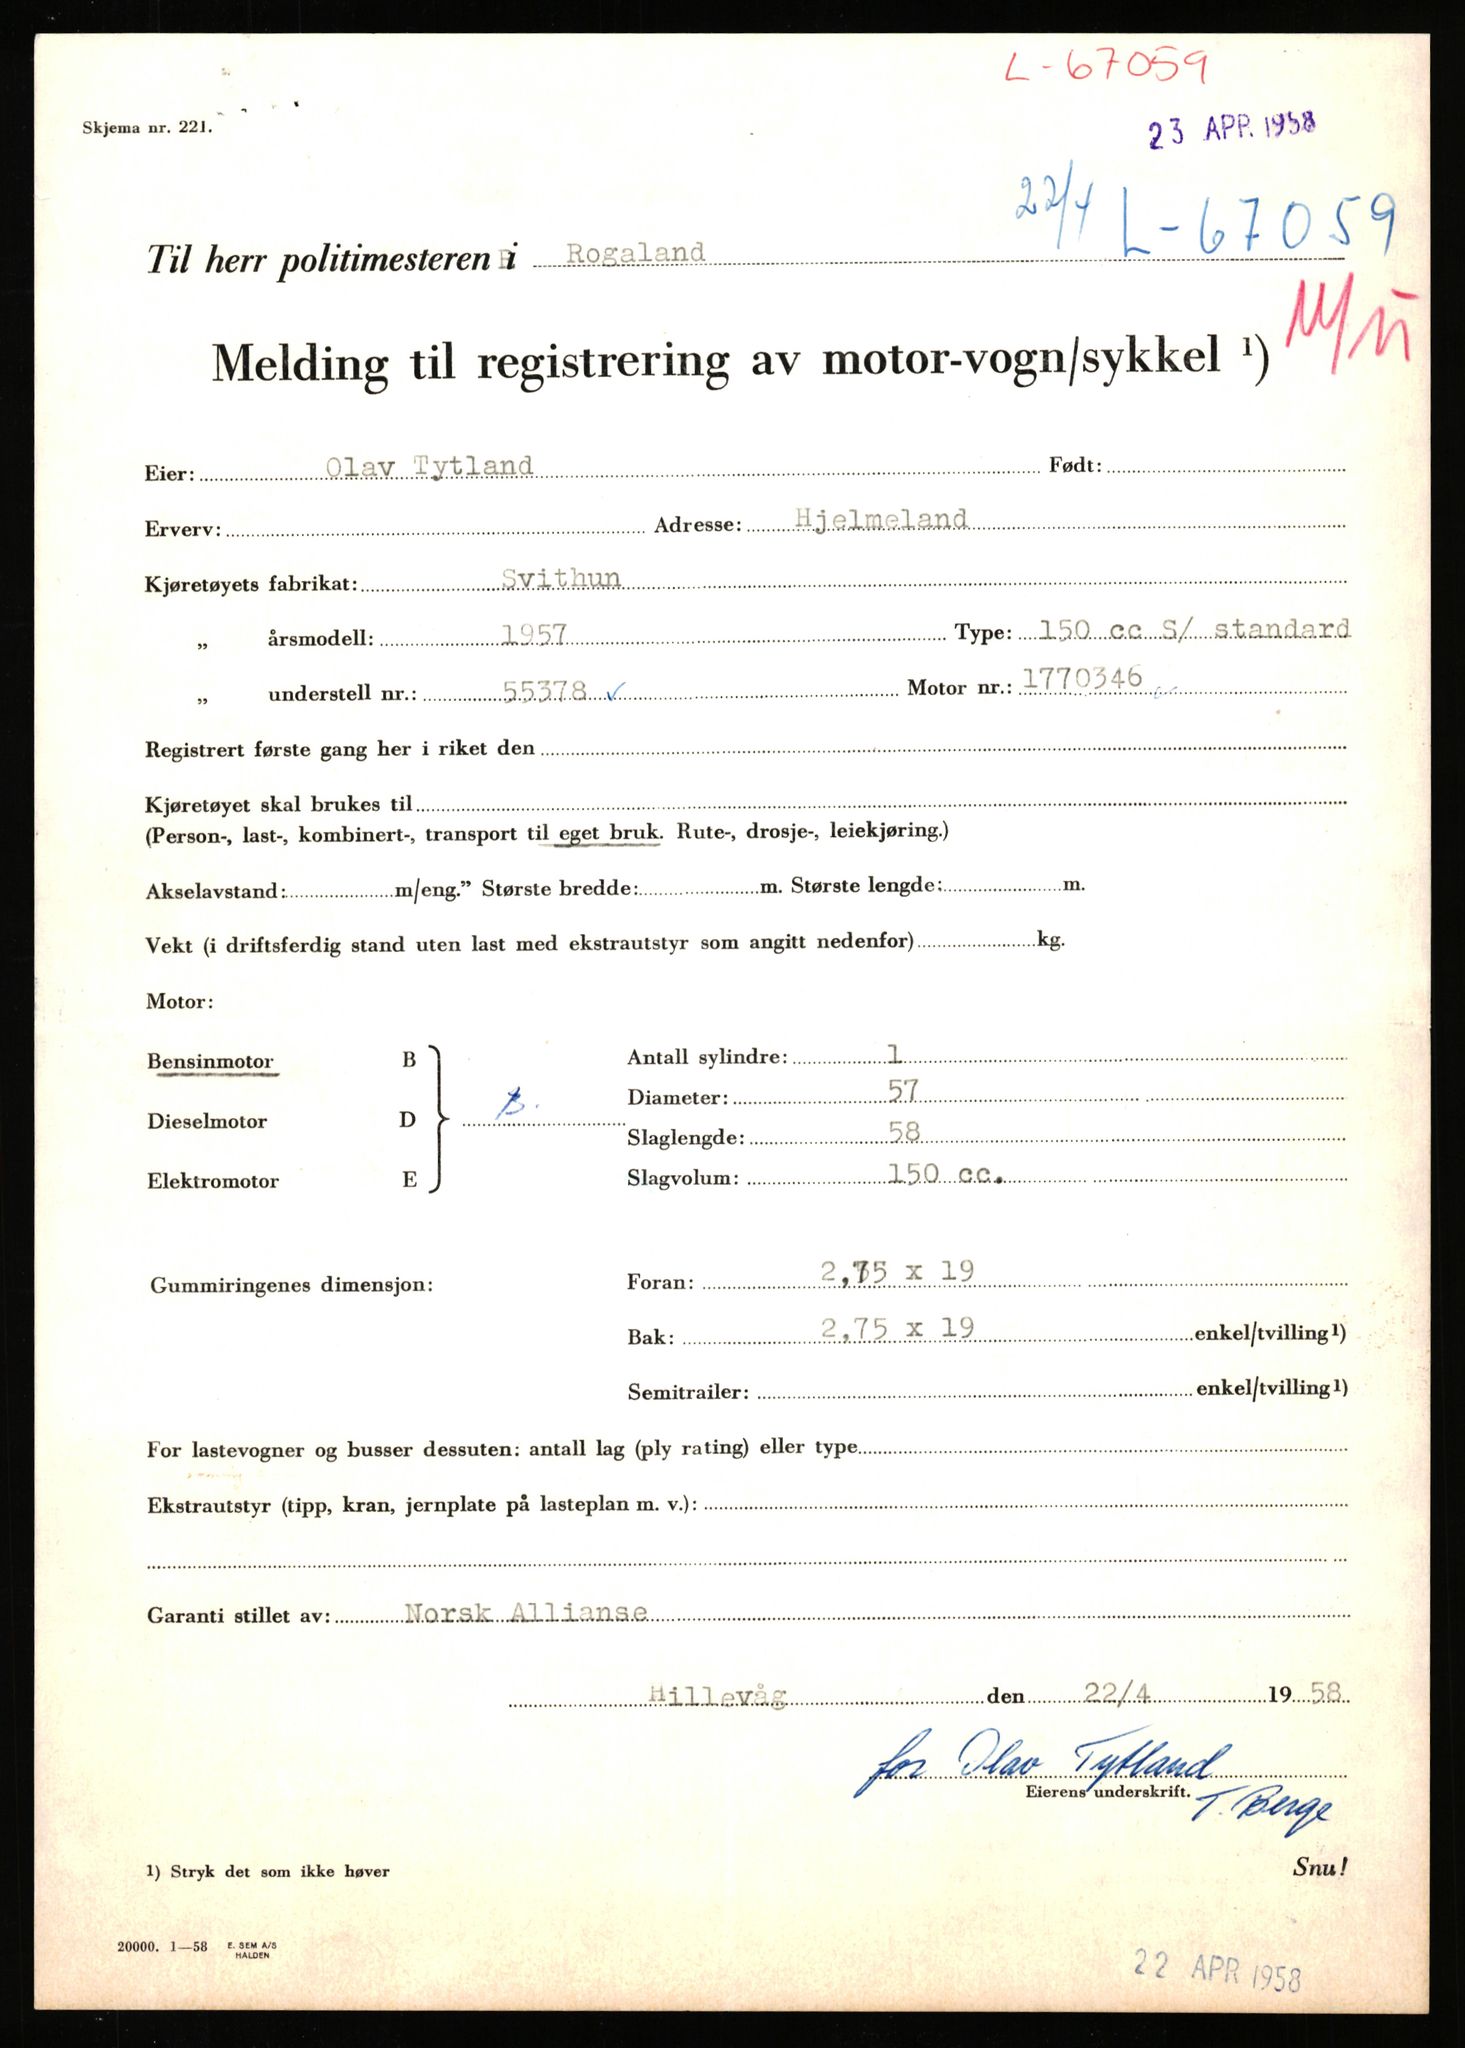 L-67059
Skjema nr. 221.
23 APR. 1958
22/4 L-67059
Til herr politimesteren i Rogaland
Melding til registrering av motor-vogn/sykkel ¹)
Eier: Olav Tytland Født:
Erverv: Adresse: Hjelmeland
Kjøretøyets fabrikat: Svithun
„ årsmodell: 1957 Type: 150 cc S/ standard
„ understell nr.: 55378 ✓ Motor nr.: 1770346
Registrert første gang her i riket den
Kjøretøyet skal brukes til
(Person-, last-, kombinert-, transport til eget bruk. Rute-, drosje-, leiekjøring.)
Akselavstand: m/eng.” Største bredde: m. Største lengde: m.
Vekt (i driftsferdig stand uten last med ekstrautstyr som angitt nedenfor) kg.
Motor:
Bensinmotor B Antall sylindre: 1
Diameter: 57
Dieselmotor D B.
Slaglengde: 58
Elektromotor E Slagvolum: 150 cc.
Gummiringenes dimensjon: Foran: 2,75 x 19
Bak: 2,75 x 19 enkel/tvilling¹)
Semitrailer: enkel/tvilling¹)
For lastevogner og busser dessuten: antall lag (ply rating) eller type
Ekstrautstyr (tipp, kran, jernplate på lasteplan m. v.):
Garanti stillet av: Norsk Allianse
Hillevåg den 22/4 19 58
for Olav Tytland
Eierens underskrift.
T. Berge
¹) Stryk det som ikke høver
Snu!
20000. 1—58 E. SEM A/S
HALDEN
22 APR 1958